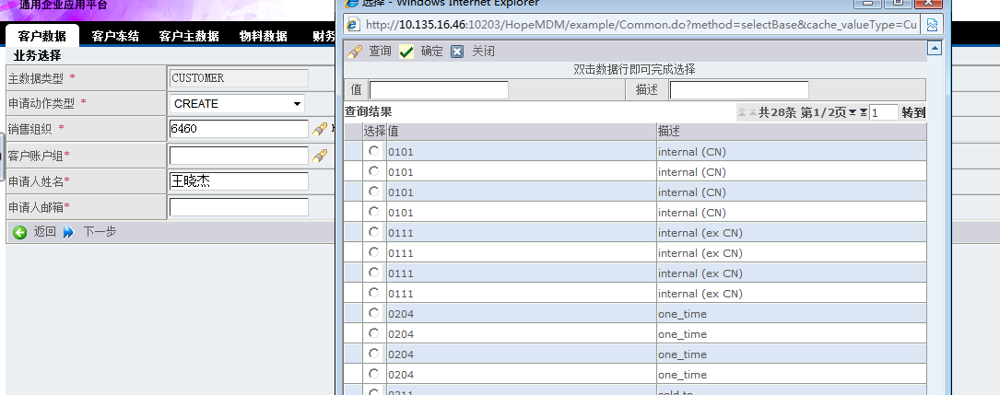 通用企业应用平台
客户数据 客户冻结 客户主数据 物料数据 财务
业务选择
主数据类型 * CUSTOMER
申请动作类型 * CREATE
销售组织 * 6460
客户账户组*
申请人姓名* 王晓杰
申请人邮箱*
返回 下一步
选择 - Windows Internet Explorer
http://10.135.16.46:10203/HopeMDM/example/Common.do?method=selectBase&cache_valueType=Cu
查询 确定 关闭
双击数据行即可完成选择
值 描述
查询结果 共28条 第1/2页 1 转到
选择 值 描述
0101 internal (CN)
0101 internal (CN)
0101 internal (CN)
0101 internal (CN)
0111 internal (ex CN)
0111 internal (ex CN)
0111 internal (ex CN)
0111 internal (ex CN)
0204 one_time
0204 one_time
0204 one_time
0204 one_time